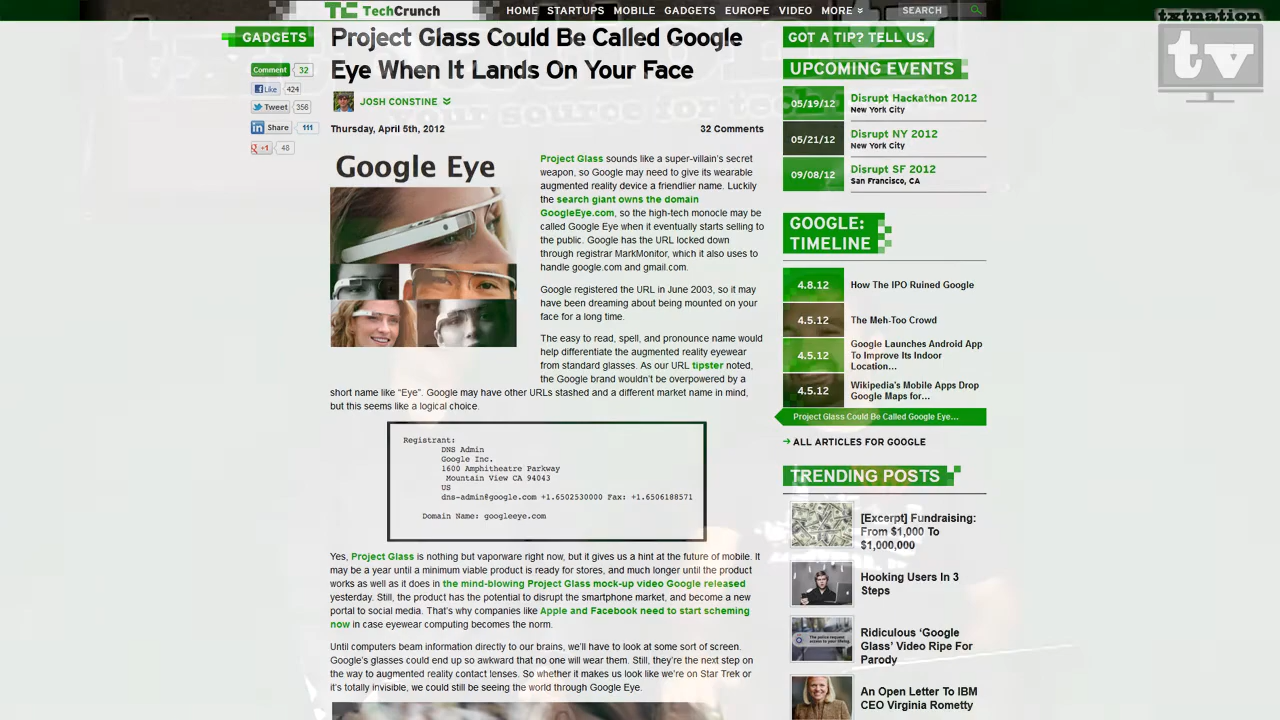 TechCrunch
HOME STARTUPS MOBILE GADGETS EUROPE VIDEO MORE
SEARCH
txtnation
tv
GADGETS
Comment 32
Like 424
Tweet 356
Share 111
+1 48
Project Glass Could Be Called Google
Eye When It Lands On Your Face
JOSH CONSTINE
Thursday, April 5th, 2012
32 Comments
Google Eye
Project Glass sounds like a super-villain's secret
weapon, so Google may need to give its wearable
augmented reality device a friendlier name. Luckily
the search giant owns the domain
GoogleEye.com, so the high-tech monocle may be
called Google Eye when it eventually starts selling to
the public. Google has the URL locked down
through registrar MarkMonitor, which it also uses to
handle google.com and gmail.com.
Google registered the URL in June 2003, so it may
have been dreaming about being mounted on your
face for a long time.
The easy to read, spell, and pronounce name would
help differentiate the augmented reality eyewear
from standard glasses. As our URL tipster noted,
the Google brand wouldn't be overpowered by a
short name like "Eye". Google may have other URLs stashed and a different market name in mind,
but this seems like a logical choice.
Registrant:
DNS Admin
Google Inc.
1600 Amphitheatre Parkway
Mountain View CA 94043
US
dns-admin@google.com +1.6502530000 Fax: +1.6506188571
Domain Name: googleeye.com
Yes, Project Glass is nothing but vaporware right now, but it gives us a hint at the future of mobile. It
may be a year until a minimum viable product is ready for stores, and much longer until the product
works as well as it does in the mind-blowing Project Glass mock-up video Google released
yesterday. Still, the product has the potential to disrupt the smartphone market, and become a new
portal to social media. That's why companies like Apple and Facebook need to start scheming
now in case eyewear computing becomes the norm.
Until computers beam information directly to our brains, we'll have to look at some sort of screen.
Google's glasses could end up so awkward that no one will wear them. Still, they're the next step on
the way to augmented reality contact lenses. So whether it makes us look like we're on Star Trek or
it's totally invisible, we could still be seeing the world through Google Eye.
GOT A TIP? TELL US.
UPCOMING EVENTS
05/19/12 Disrupt Hackathon 2012
New York City
05/21/12 Disrupt NY 2012
New York City
09/08/12 Disrupt SF 2012
San Francisco, CA
GOOGLE:
TIMELINE
4.8.12 How The IPO Ruined Google
4.5.12 The Meh-Too Crowd
4.5.12 Google Launches Android App
To Improve Its Indoor
Location…
4.5.12 Wikipedia's Mobile Apps Drop
Google Maps for…
Project Glass Could Be Called Google Eye…
ALL ARTICLES FOR GOOGLE
TRENDING POSTS
[Excerpt] Fundraising:
From $1,000 To
$1,000,000
Hooking Users In 3
Steps
Ridiculous 'Google
Glass' Video Ripe For
Parody
An Open Letter To IBM
CEO Virginia Rometty